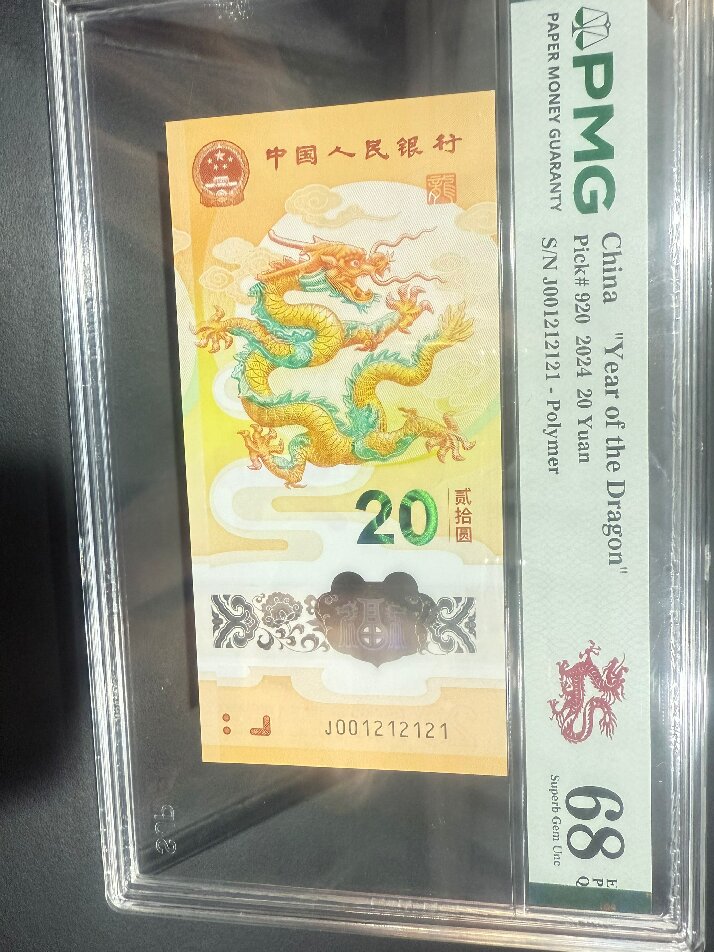 中国人民银行
龍
20
贰拾圆
J001212121
PMG
PAPER MONEY GUARANTY
China "Year of the Dragon"
Pick# 920 2024 20 Yuan
S/N J001212121 - Polymer
68
Superb Gem Unc
E
P
Q